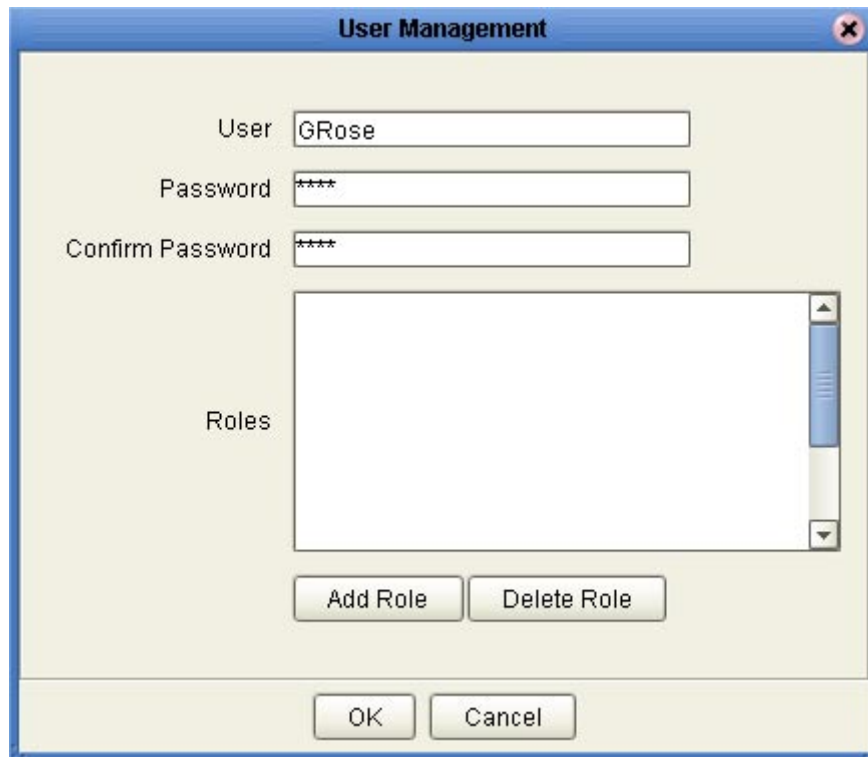 User Management
User GRose
Password ****
Confirm Password ****
Roles
Add Role Delete Role
OK Cancel